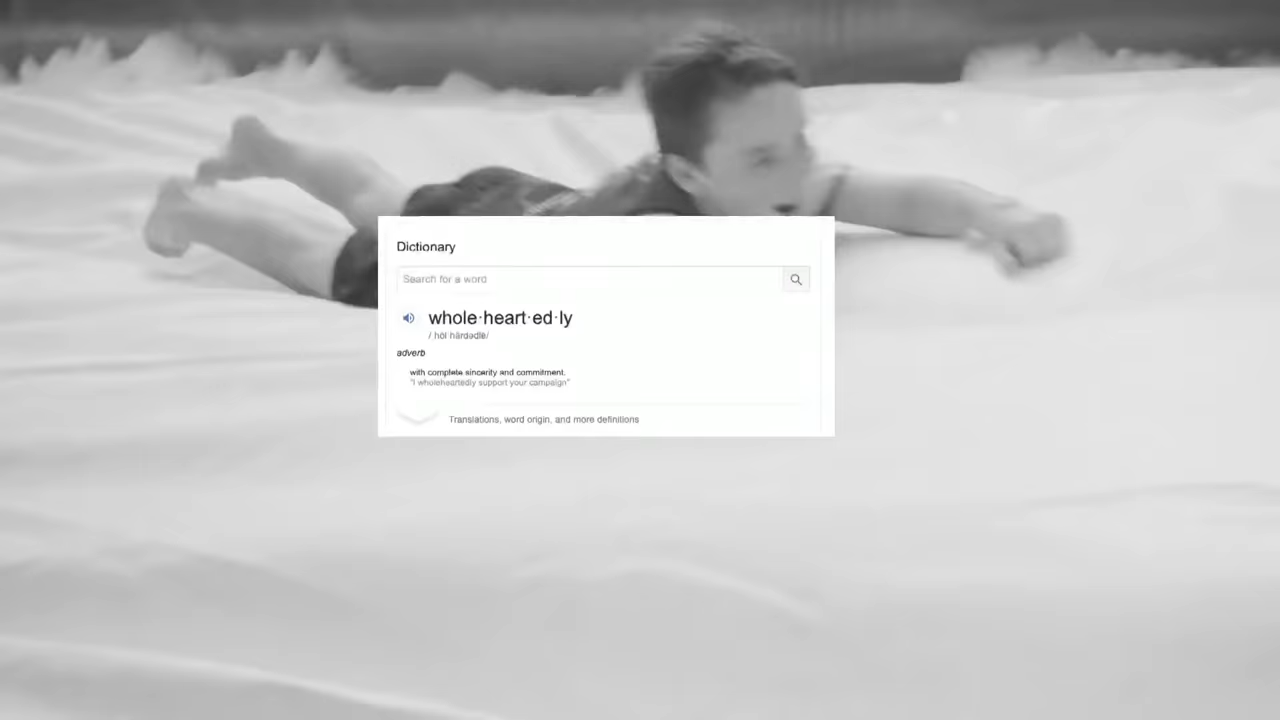 Dictionary
Search for a word
whole·heart·ed·ly
/ˈhōlˈhärdədlē/
adverb
with complete sincerity and commitment.
"I wholeheartedly support your campaign"
Translations, word origin, and more definitions